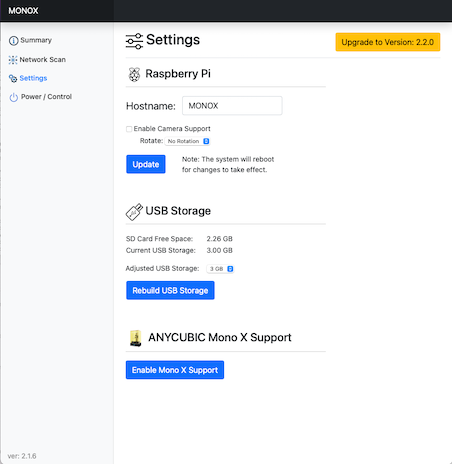 MONOX
Summary
Network Scan
Settings
Power / Control
Settings
Upgrade to Version: 2.2.0
Raspberry Pi
Hostname: MONOX
Enable Camera Support
Rotate: No Rotation
Update
Note: The system will reboot
for changes to take effect.
USB Storage
SD Card Free Space: 2.26 GB
Current USB Storage: 3.00 GB
Adjusted USB Storage: 3 GB
Rebuild USB Storage
ANYCUBIC Mono X Support
Enable Mono X Support
ver: 2.1.6